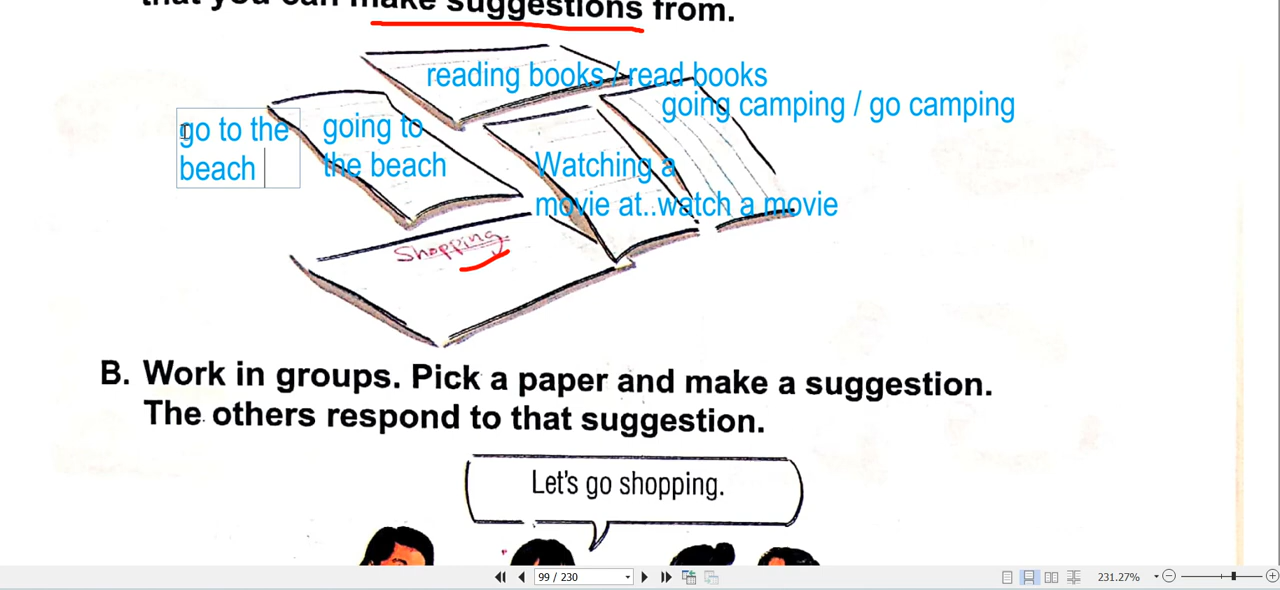 that you can make suggestions from.
reading books / read books
going camping / go camping
go to the
beach
going to
the beach
Watching a
movie at..watch a movie
Shopping
B. Work in groups. Pick a paper and make a suggestion.
The others respond to that suggestion.
Let's go shopping.
99 / 230
231.27%